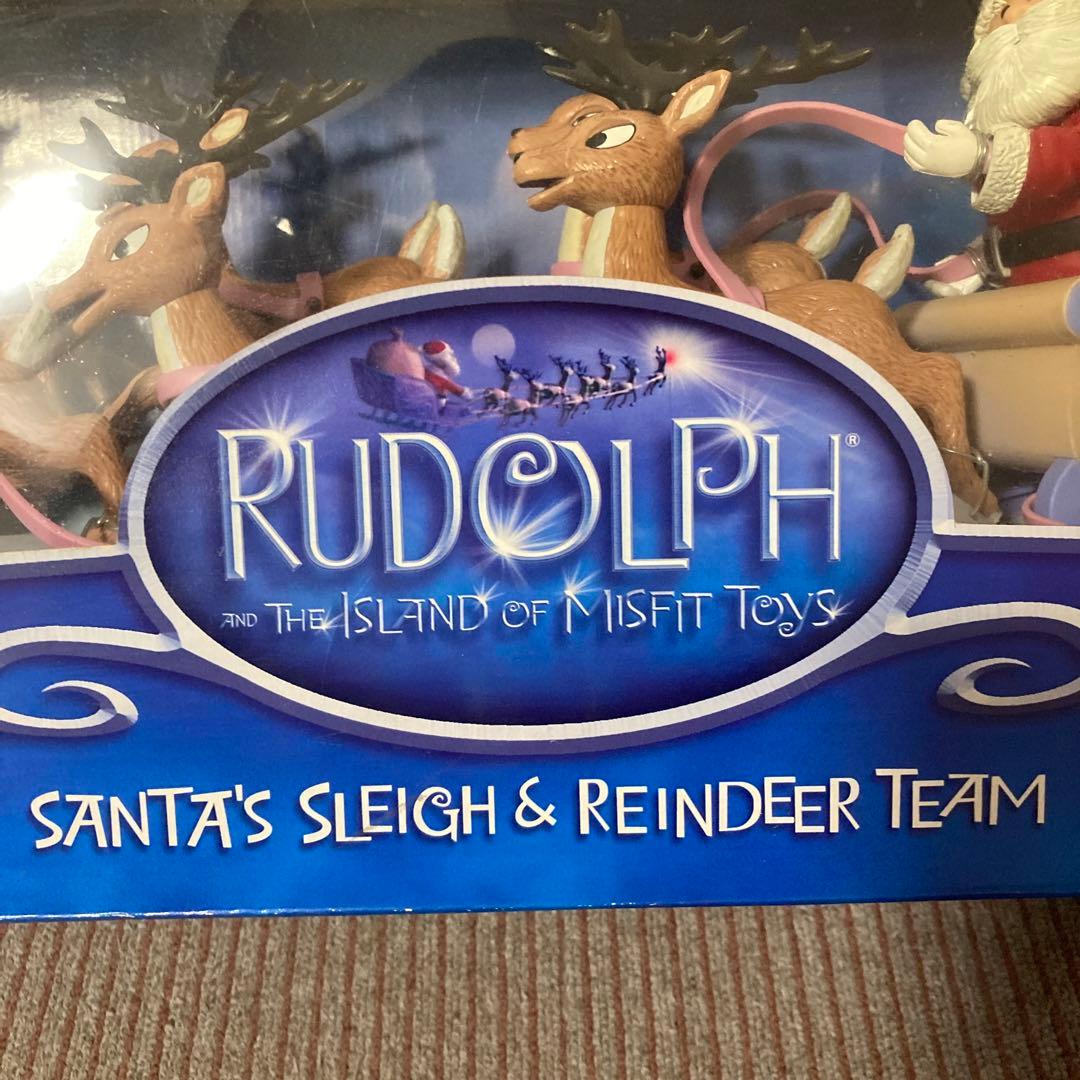 RUDOLPH®
AND THE ISLAND OF MISFIT TOYS
SANTA'S SLEIGH & REINDEER TEAM